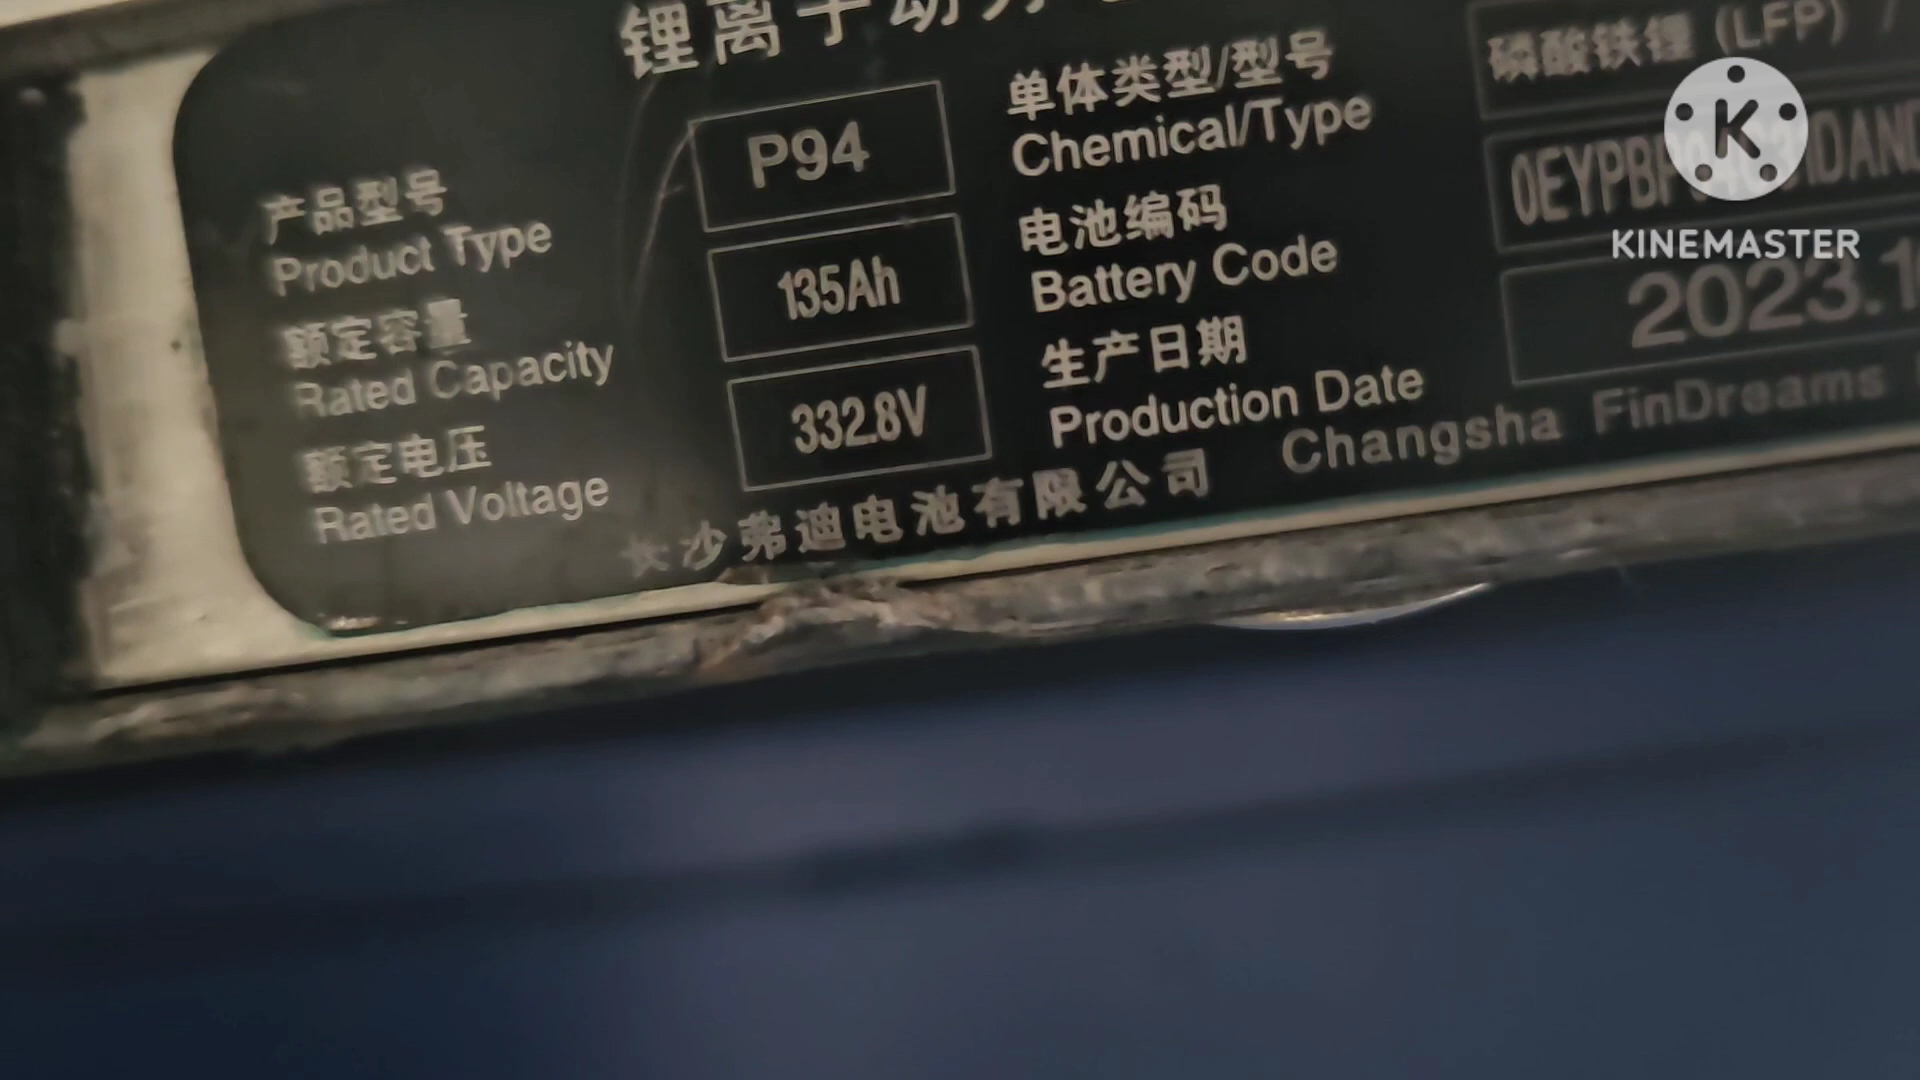 锂离子动力
产品型号
Product Type
P94
额定容量
Rated Capacity
135Ah
额定电压
Rated Voltage
332.8V
单体类型/型号
Chemical/Type
磷酸铁锂 (LFP) /
电池编码
Battery Code
生产日期
Production Date
2023.1
长沙弗迪电池有限公司 Changsha FinDreams
K
KINEMASTER